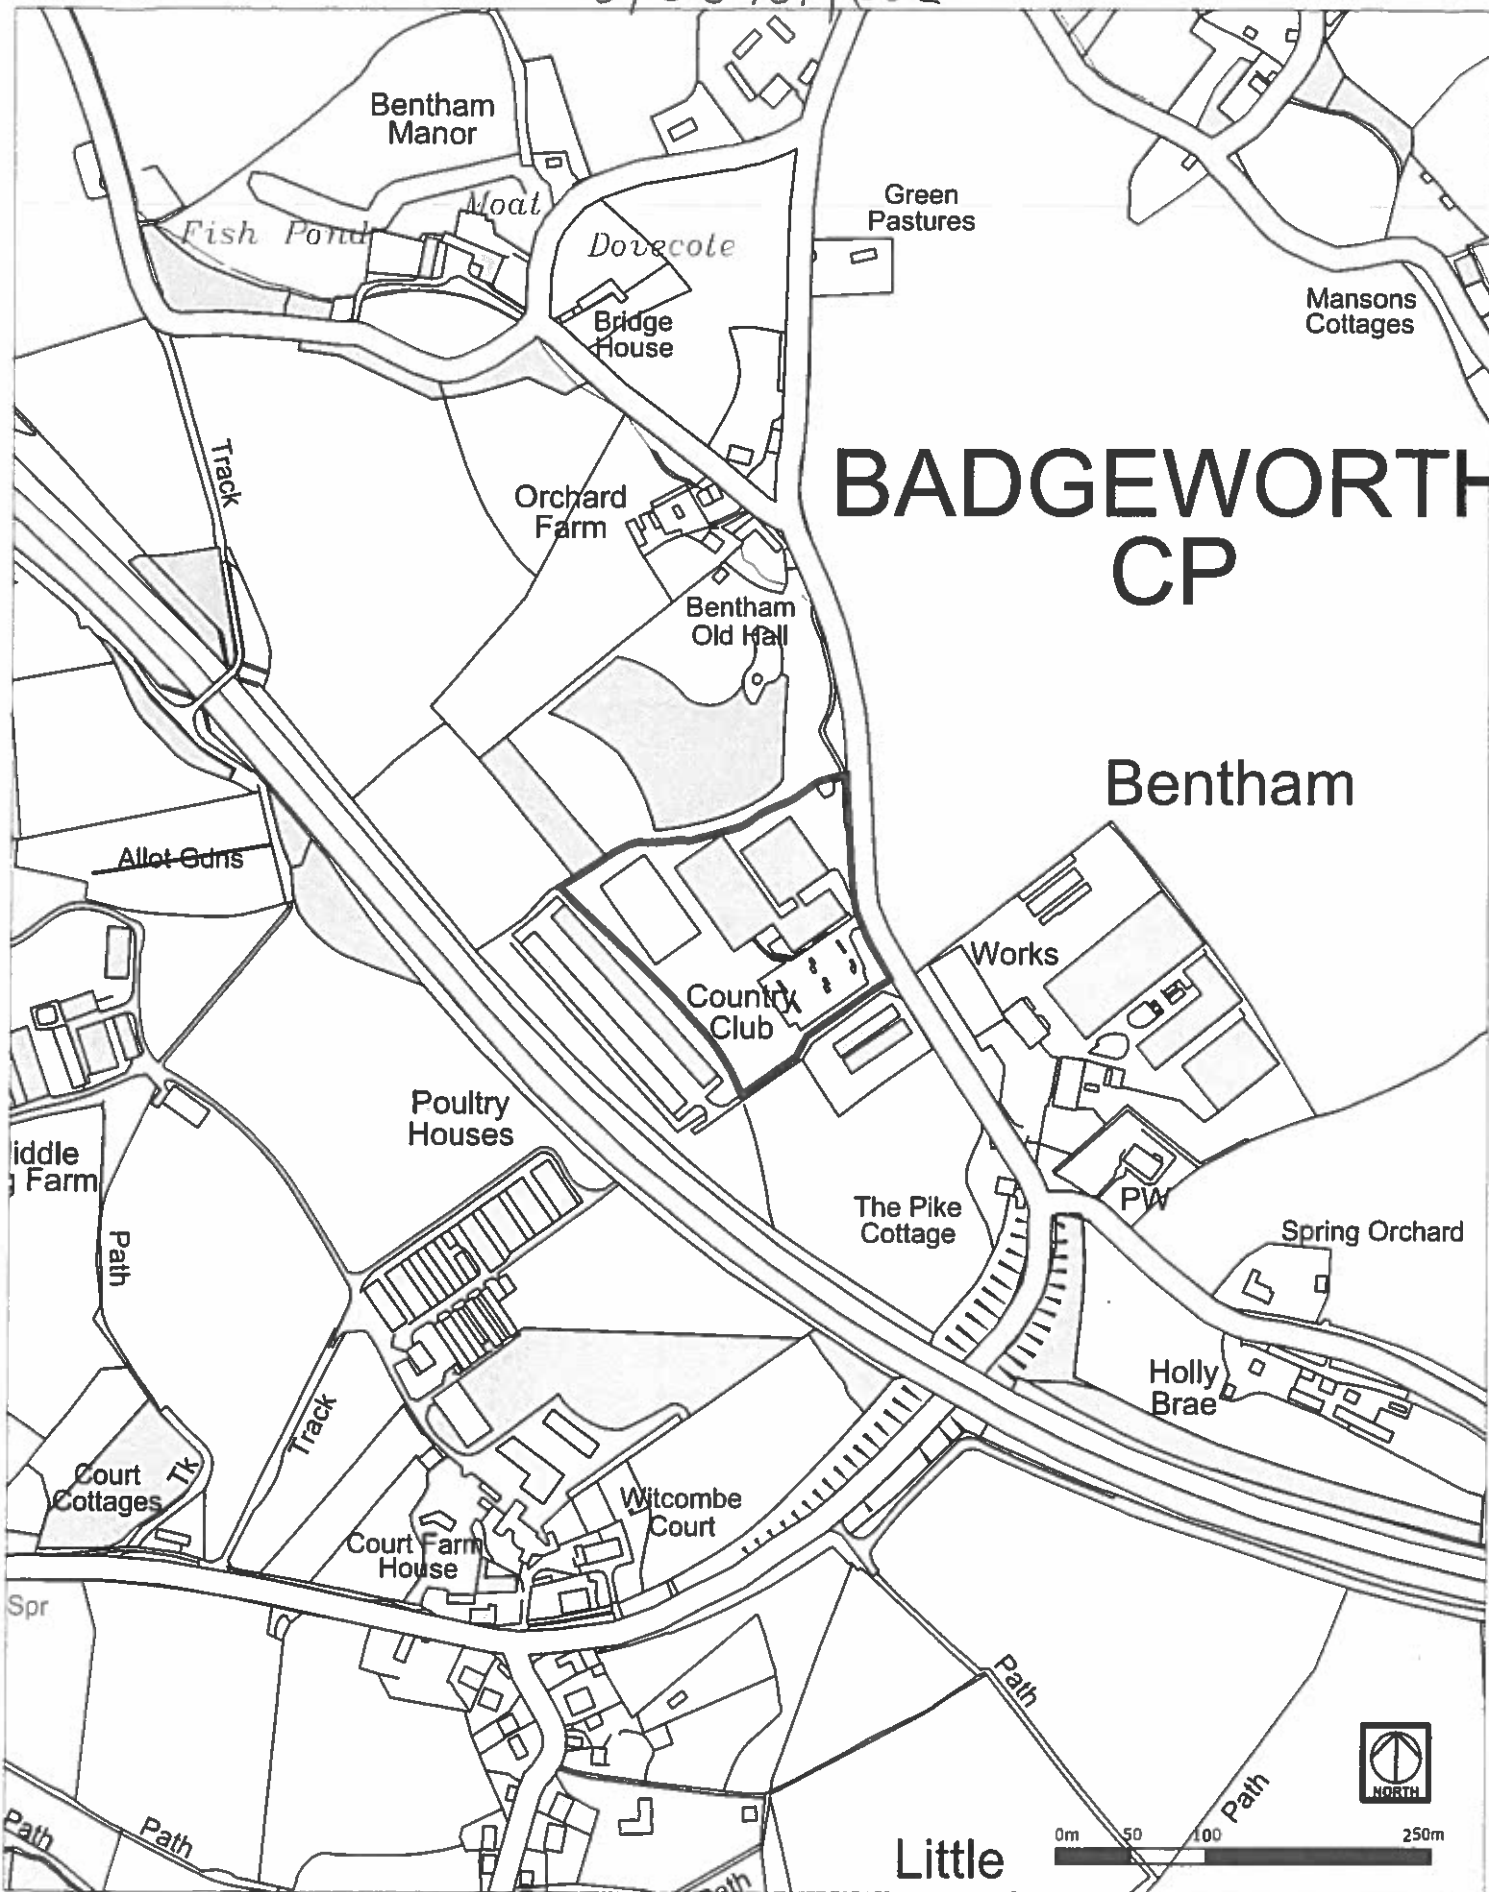 Bentham
Manor
Moat
Fish Pond
Dovecote
Green
Pastures
Bridge
House
Mansons
Cottages
Track
Orchard
Farm
BADGEWORTH
CP
Bentham
Old Hall
Bentham
Allot Gdns
Works
Country
Club
Poultry
Houses
iddle
Farm
Path
The Pike
Cottage
PW
Spring Orchard
Holly
Brae
Track
Court
Cottages
Tk
Witcombe
Court
Court Farm
House
Spr
Path
NORTH
Path
Path
Path
Little
0m 50 100 250m
ath